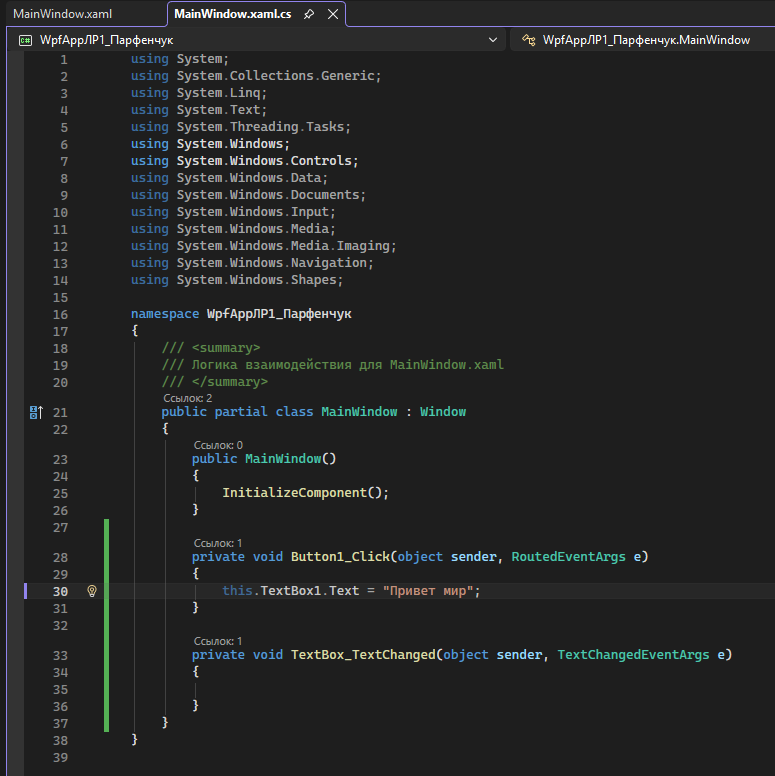 MainWindow.xaml MainWindow.xaml.cs
C# WpfAppЛР1_Парфенчук WpfAppЛР1_Парфенчук.MainWindow
1 using System;
2 using System.Collections.Generic;
3 using System.Linq;
4 using System.Text;
5 using System.Threading.Tasks;
6 using System.Windows;
7 using System.Windows.Controls;
8 using System.Windows.Data;
9 using System.Windows.Documents;
10 using System.Windows.Input;
11 using System.Windows.Media;
12 using System.Windows.Media.Imaging;
13 using System.Windows.Navigation;
14 using System.Windows.Shapes;
15
16 namespace WpfAppЛР1_Парфенчук
17 {
18 /// <summary>
19 /// Логика взаимодействия для MainWindow.xaml
20 /// </summary>
Ссылок: 2
21 public partial class MainWindow : Window
22 {
Ссылок: 0
23 public MainWindow()
24 {
25 InitializeComponent();
26 }
27
Ссылок: 1
28 private void Button1_Click(object sender, RoutedEventArgs e)
29 {
30 this.TextBox1.Text = "Привет мир";
31 }
32
Ссылок: 1
33 private void TextBox_TextChanged(object sender, TextChangedEventArgs e)
34 {
35
36 }
37 }
38 }
39